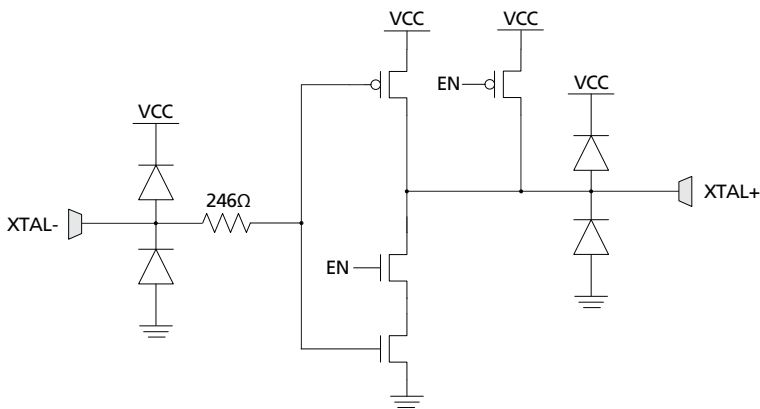 VCC
VCC
EN
VCC
VCC
246Ω
XTAL-
XTAL+
EN